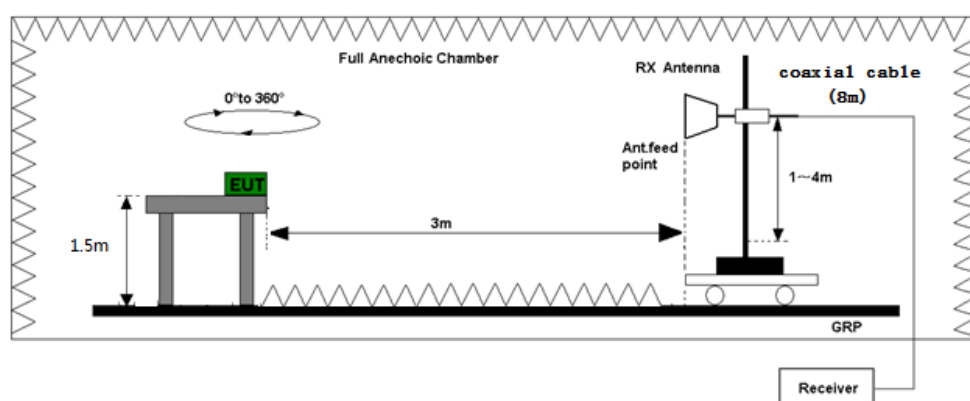 Full Anechoic Chamber
RX Antenna
coaxial cable
(8m)
0°to 360°
Ant.feed
point
EUT
1～4m
1.5m
3m
GRP
Receiver